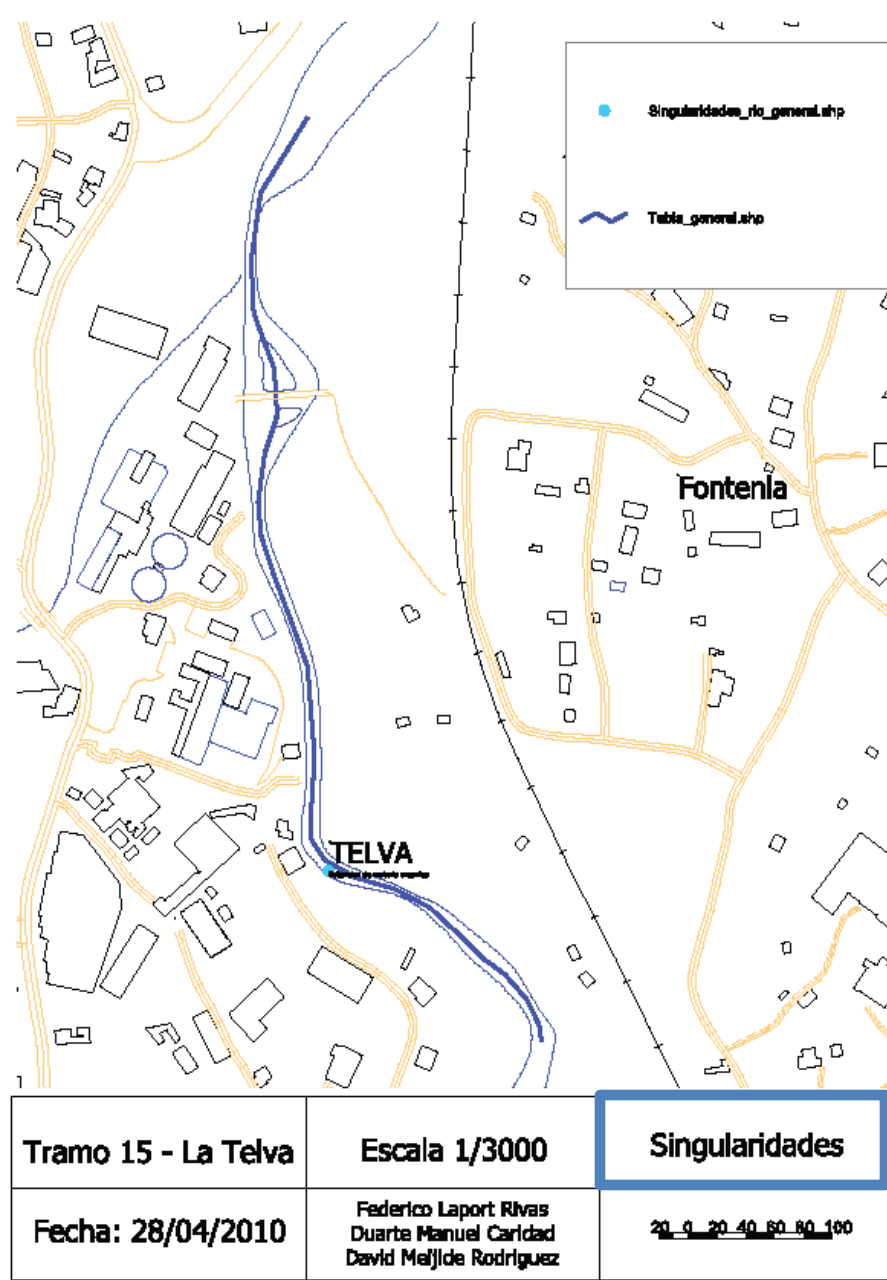 Singularidades_rio_general.shp
Tabla_general.shp
Fontenla
TELVA
1
Tramo 15 - La Telva
Escala 1/3000
Singularidades
Fecha: 28/04/2010
Federico Laport Rivas
Duarte Manuel Caridad
David Meijide Rodriguez
20 0 20 40 60 80 100